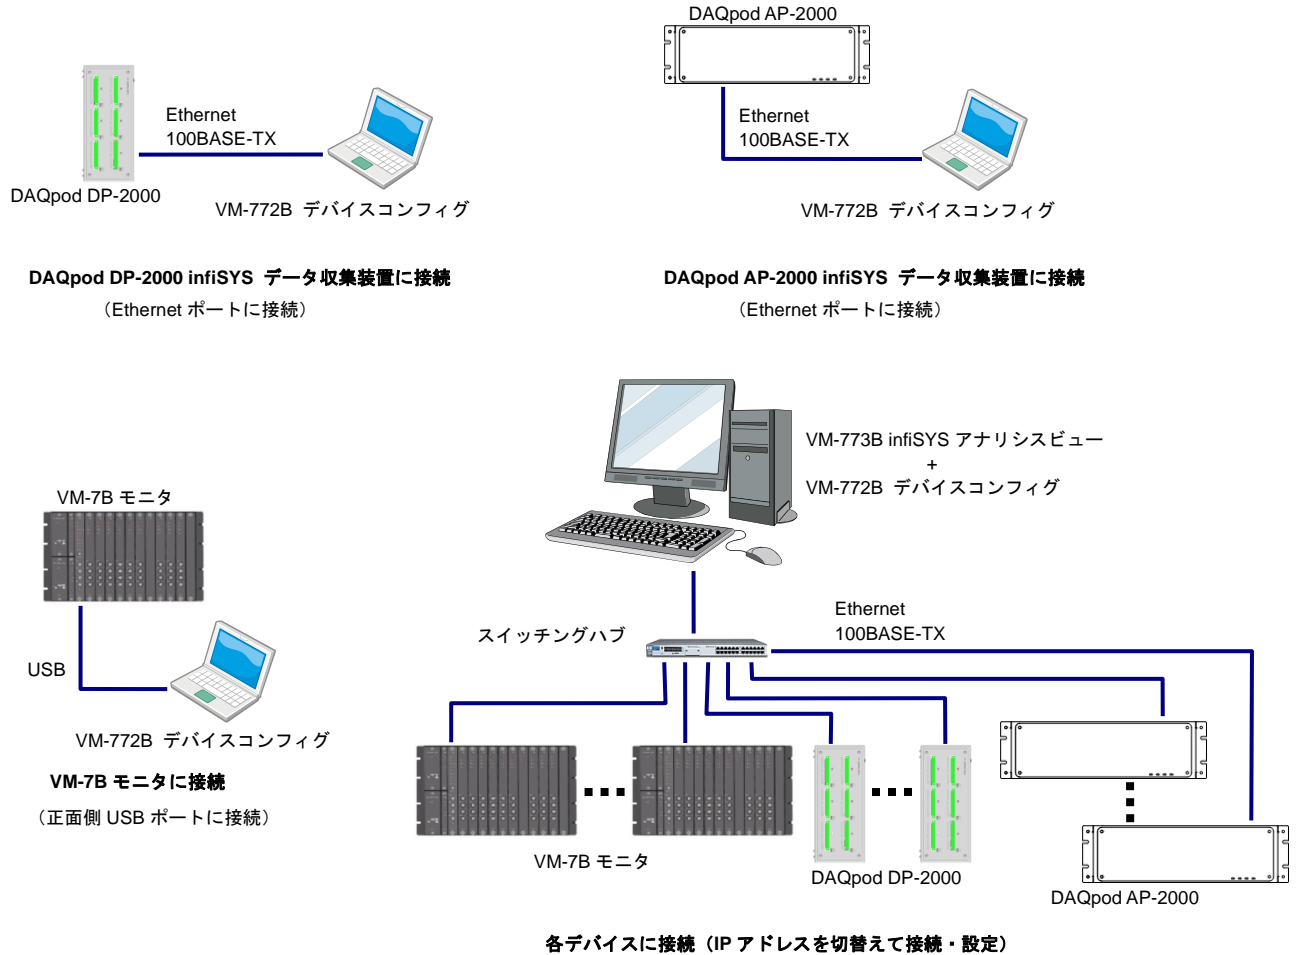 DAQpod AP-2000
Ethernet
100BASE-TX
DAQpod DP-2000
VM-772B デバイスコンフィグ
Ethernet
100BASE-TX
VM-772B デバイスコンフィグ
DAQpod DP-2000 infiSYS データ収集装置に接続
（Ethernet ポートに接続）
DAQpod AP-2000 infiSYS データ収集装置に接続
（Ethernet ポートに接続）
VM-773B infiSYS アナリシスビュー
+
VM-772B デバイスコンフィグ
VM-7B モニタ
USB
VM-772B デバイスコンフィグ
VM-7B モニタに接続
（正面側 USB ポートに接続）
スイッチングハブ
Ethernet
100BASE-TX
VM-7B モニタ
DAQpod DP-2000
DAQpod AP-2000
各デバイスに接続（IP アドレスを切替えて接続・設定）